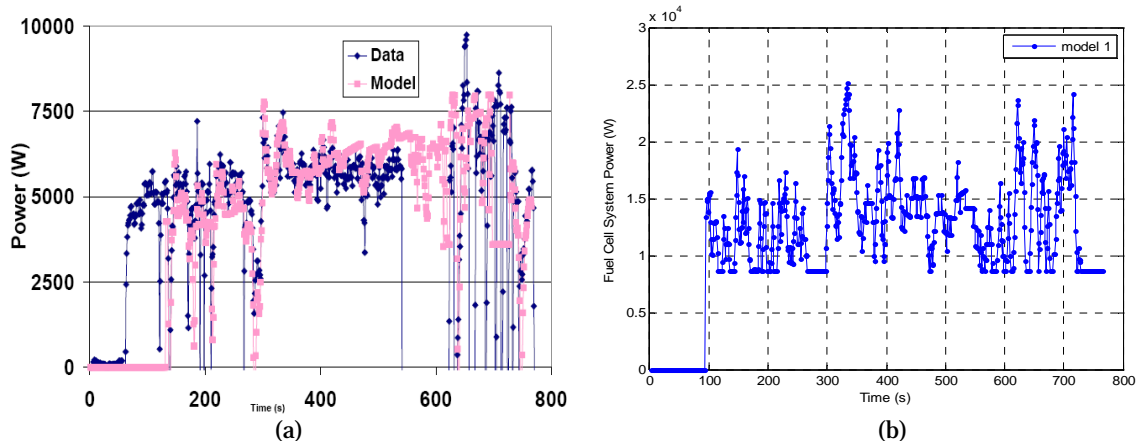 (a)
10000
7500
5000
2500
0
Power (W)
Data
Model
0
200
400
600
800
Time (s)
(a)
x 10⁴
3
2.5
2
1.5
1
0.5
0
Fuel Cell System Power (W)
model 1
0
100
200
300
400
500
600
700
800
Time (s)
(b)